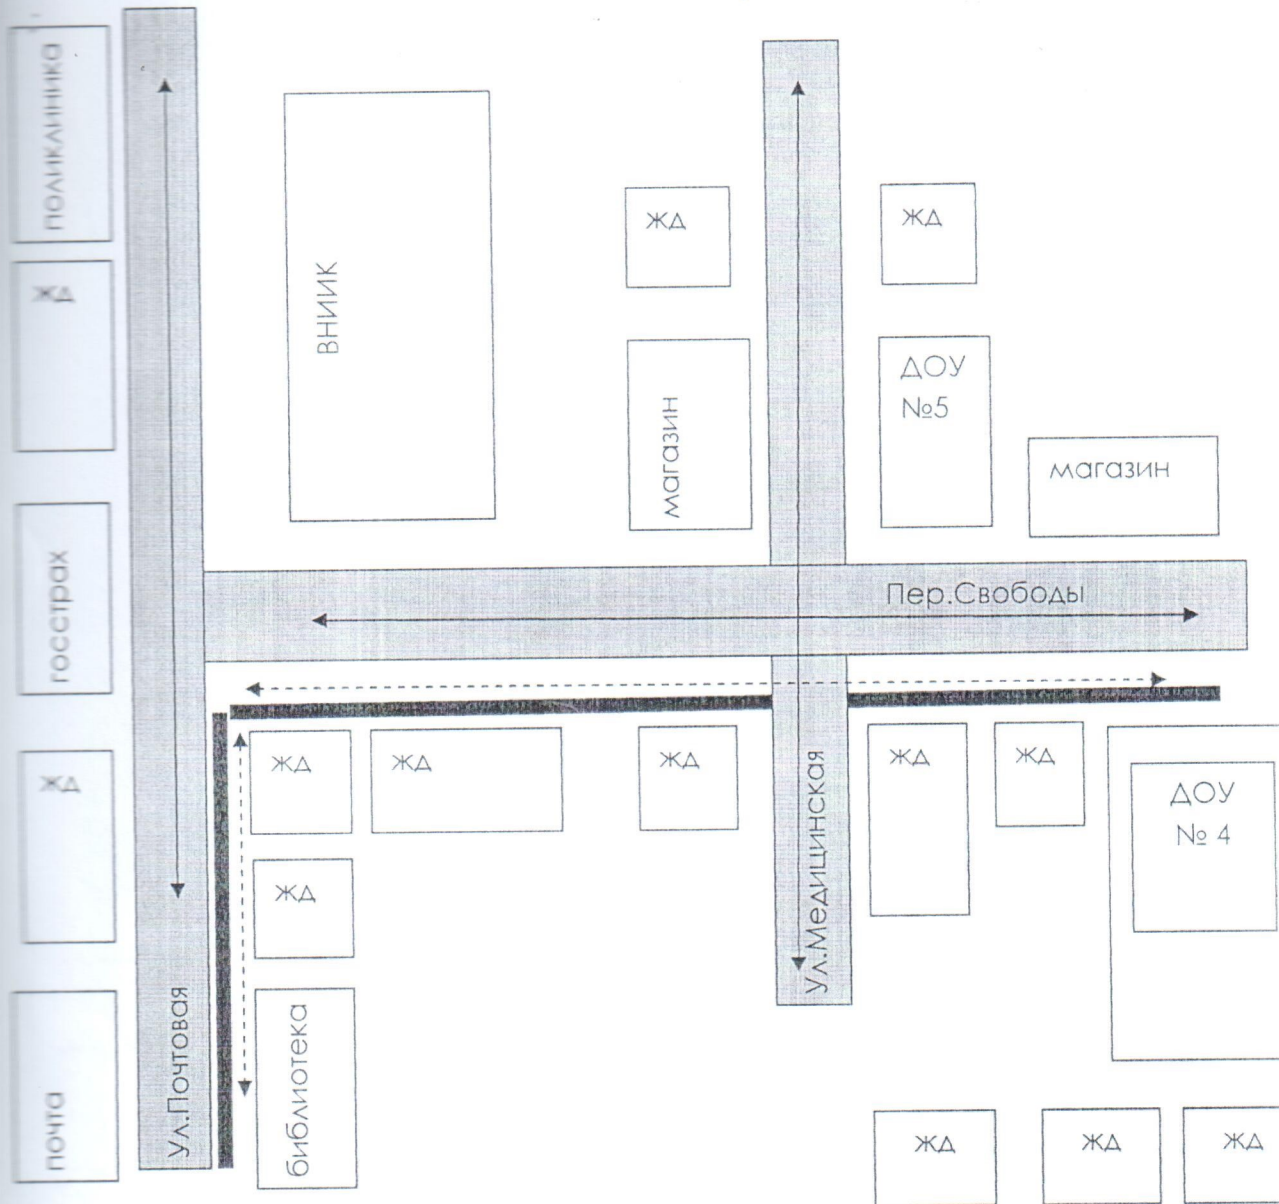 поликлиника
ЖД
госстрах
ЖД
почта
Ул.Почтовая
ВНИИК
ЖД
магазин
ЖД
ДОУ
№5
магазин
Пер.Свободы
ЖД
ЖД
ЖД
ЖД
библиотека
Ул.Медицинская
ЖД
ЖД
ДОУ
№ 4
ЖД
ЖД
ЖД